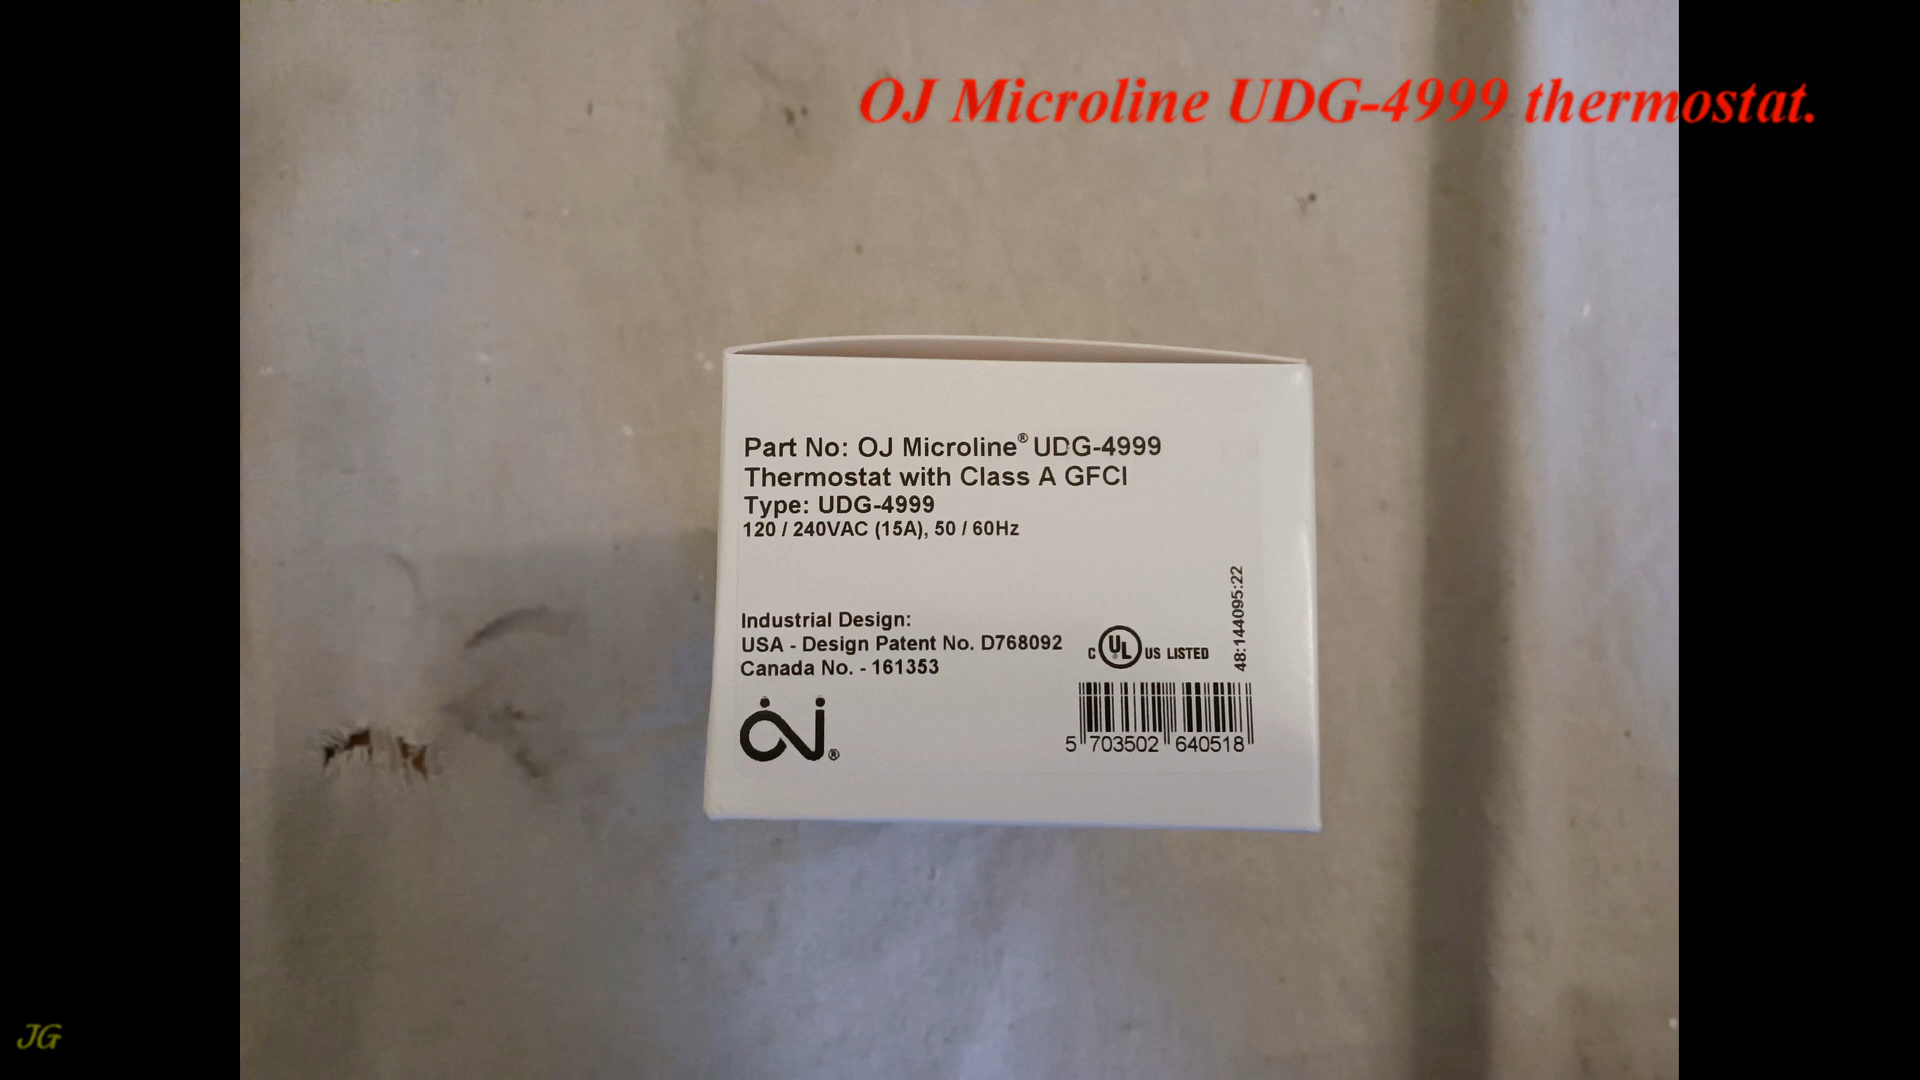 OJ Microline UDG-4999 thermostat.
Part No: OJ Microline® UDG-4999
Thermostat with Class A GFCI
Type: UDG-4999
120 / 240VAC (15A), 50 / 60Hz
Industrial Design:
USA - Design Patent No. D768092
Canada No. - 161353
C UL US LISTED
48:144095:22
OJ®
5 703502 640518
JG